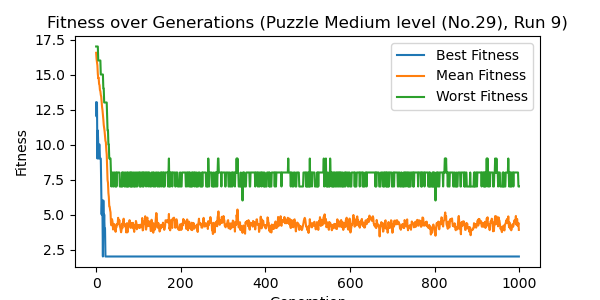 Fitness over Generations (Puzzle Medium level (No.29), Run 9)
17.5
15.0
12.5
10.0
7.5
5.0
2.5
Fitness
Best Fitness
Mean Fitness
Worst Fitness
0 200 400 600 800 1000
Generation